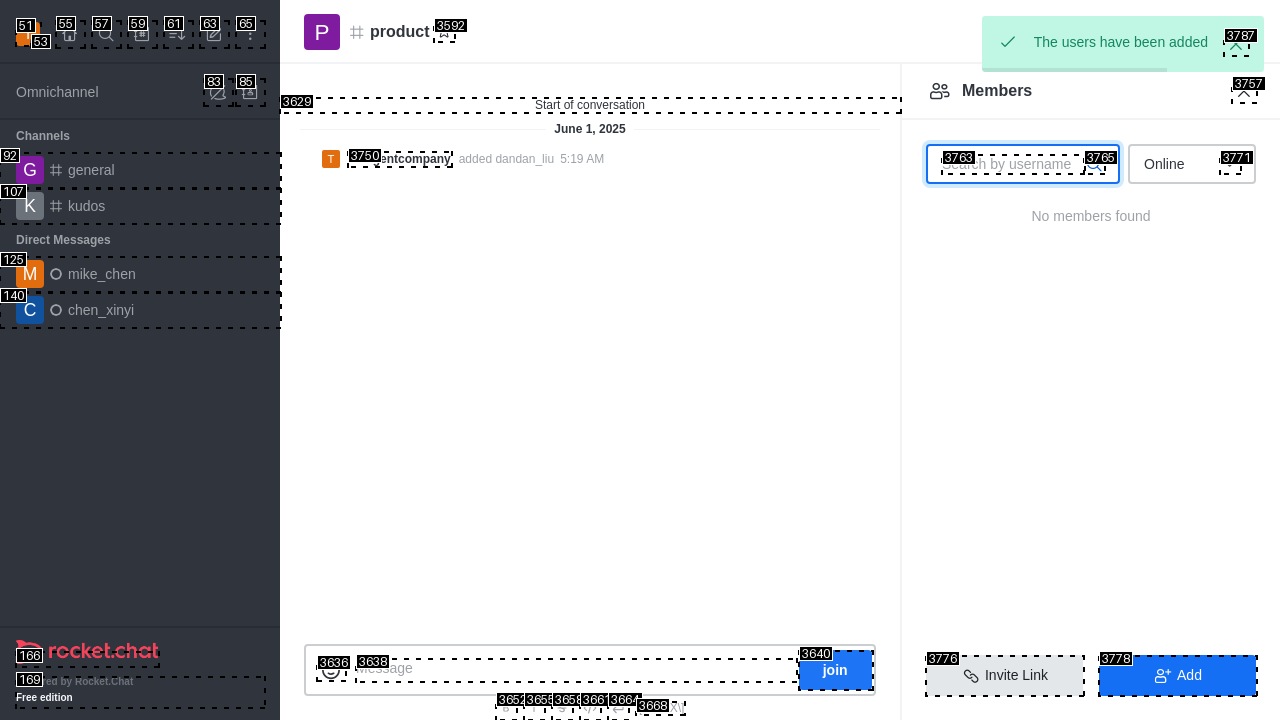 51
53
55
57
59
61
63
65
P
product
3592
The users have been added
3787
Omnichannel
83
85
3629
Start of conversation
Members
3757
June 1, 2025
Channels
92
G
general
T
3750
entcompany added dandan_liu 5:19 AM
3763
Search by username
3765
Online
3771
107
K
kudos
No members found
Direct Messages
125
M
mike_chen
140
C
chen_xinyi
166
rocket.chat
169
ed by Rocket.Chat
Free edition
3636
3638
Message
3640
join
3652
3655
3658
3661
3664
3668
3776
Invite Link
3778
Add